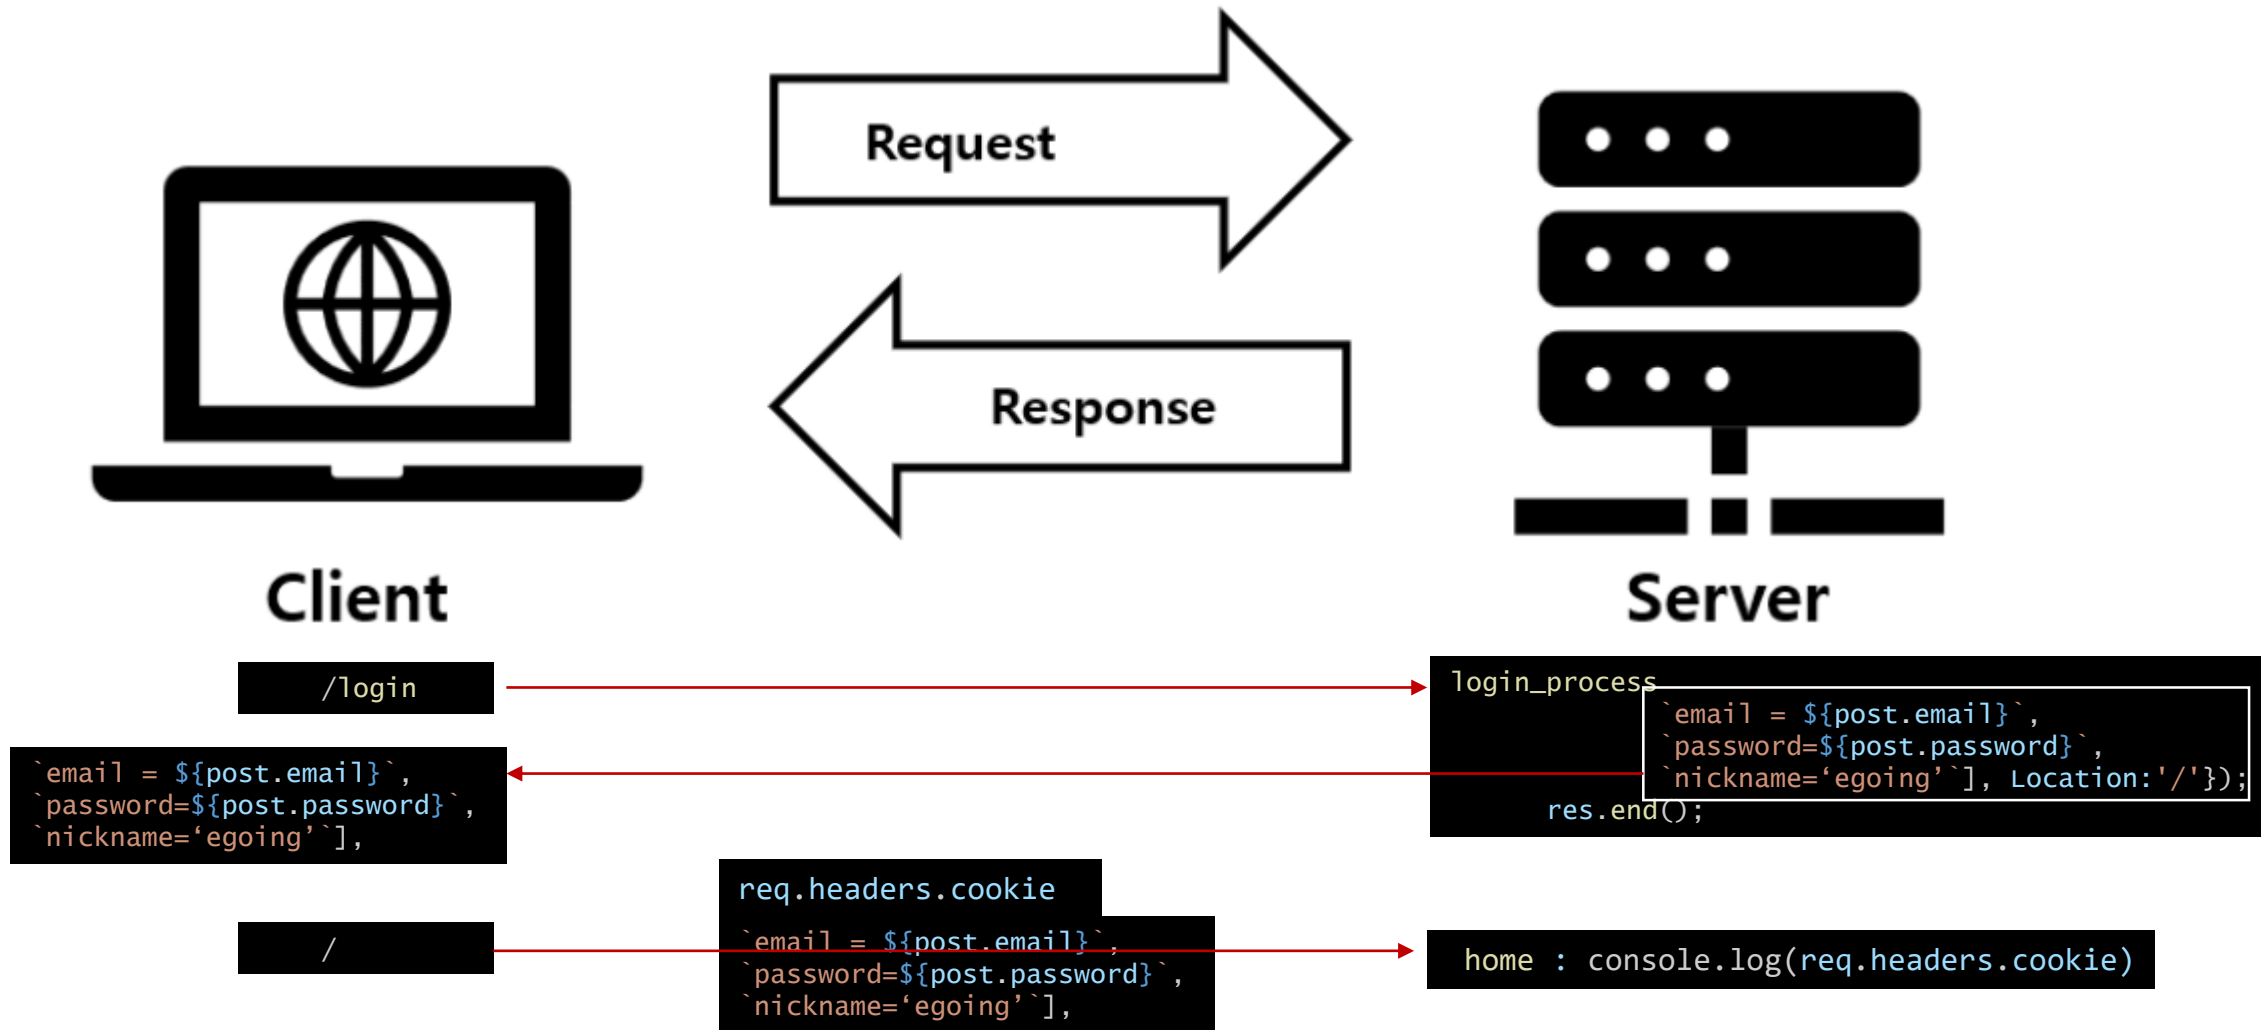 Request
Response
Client
Server
/login
login_process
`email = ${post.email}`,
`password=${post.password}`,
`nickname=‘egoing’`], Location:'/'});
res.end();
`email = ${post.email}`,
`password=${post.password}`,
`nickname=‘egoing’`],
req.headers.cookie
`email = ${post.email}`,
`password=${post.password}`,
`nickname=‘egoing’`],
/
home : console.log(req.headers.cookie)